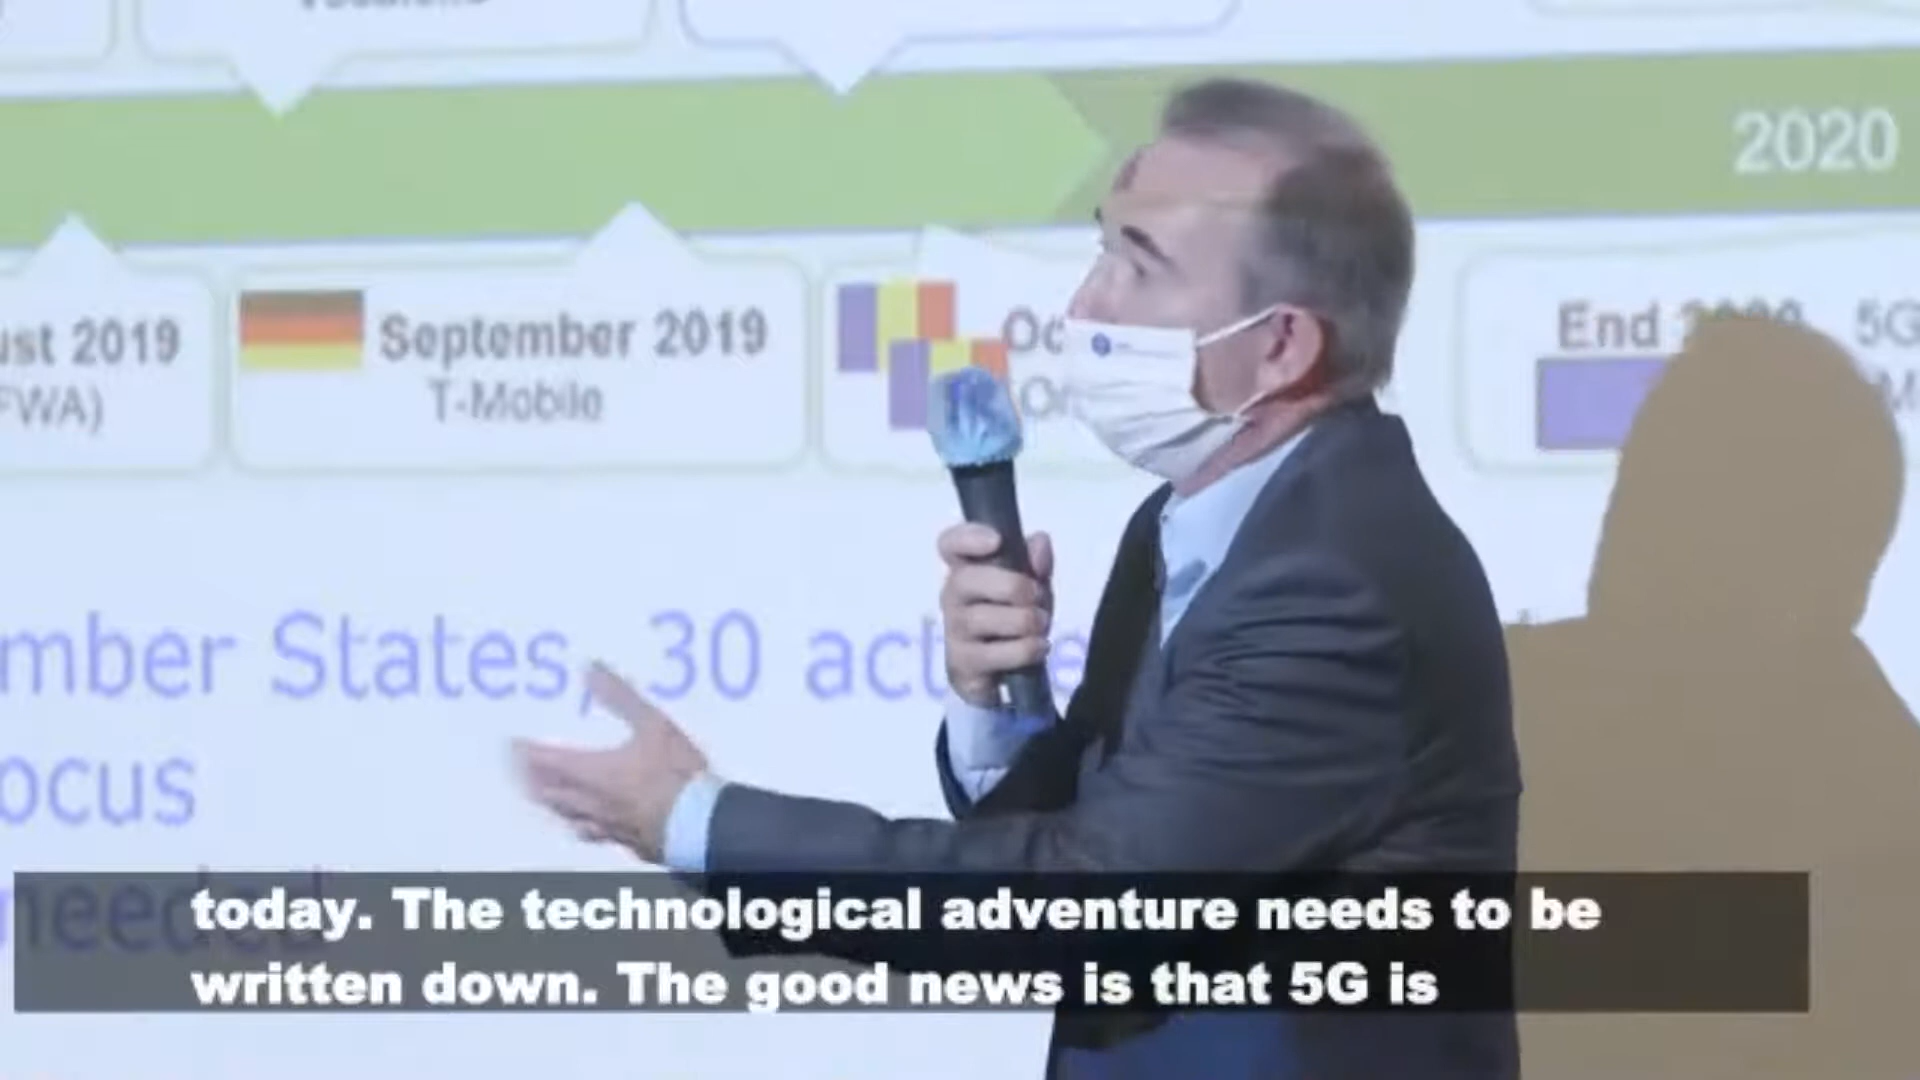 2020
ust 2019
FWA)
September 2019
T-Mobile
End
5G
mber States, 30 act
ocus
needed
today. The technological adventure needs to be
written down. The good news is that 5G is